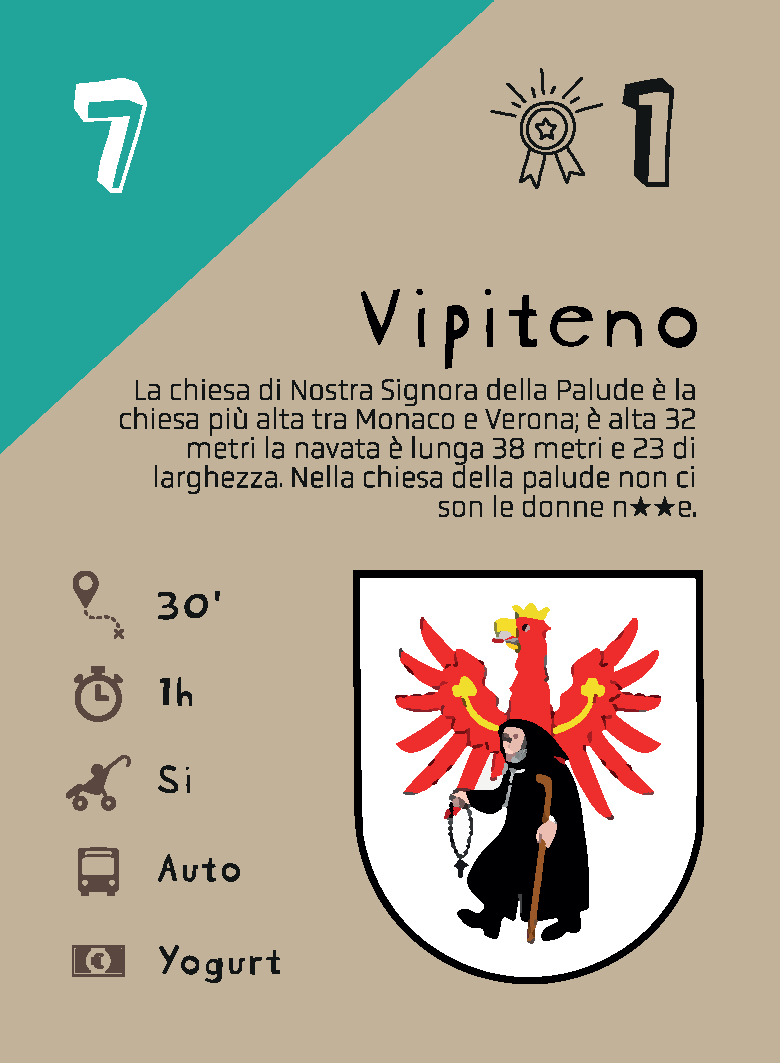 7
1
Vipiteno
La chiesa di Nostra Signora della Palude è la
chiesa più alta tra Monaco e Verona; è alta 32
metri la navata è lunga 38 metri e 23 di
larghezza. Nella chiesa della palude non ci
son le donne n★★e.
30'
1h
Si
Auto
Yogurt